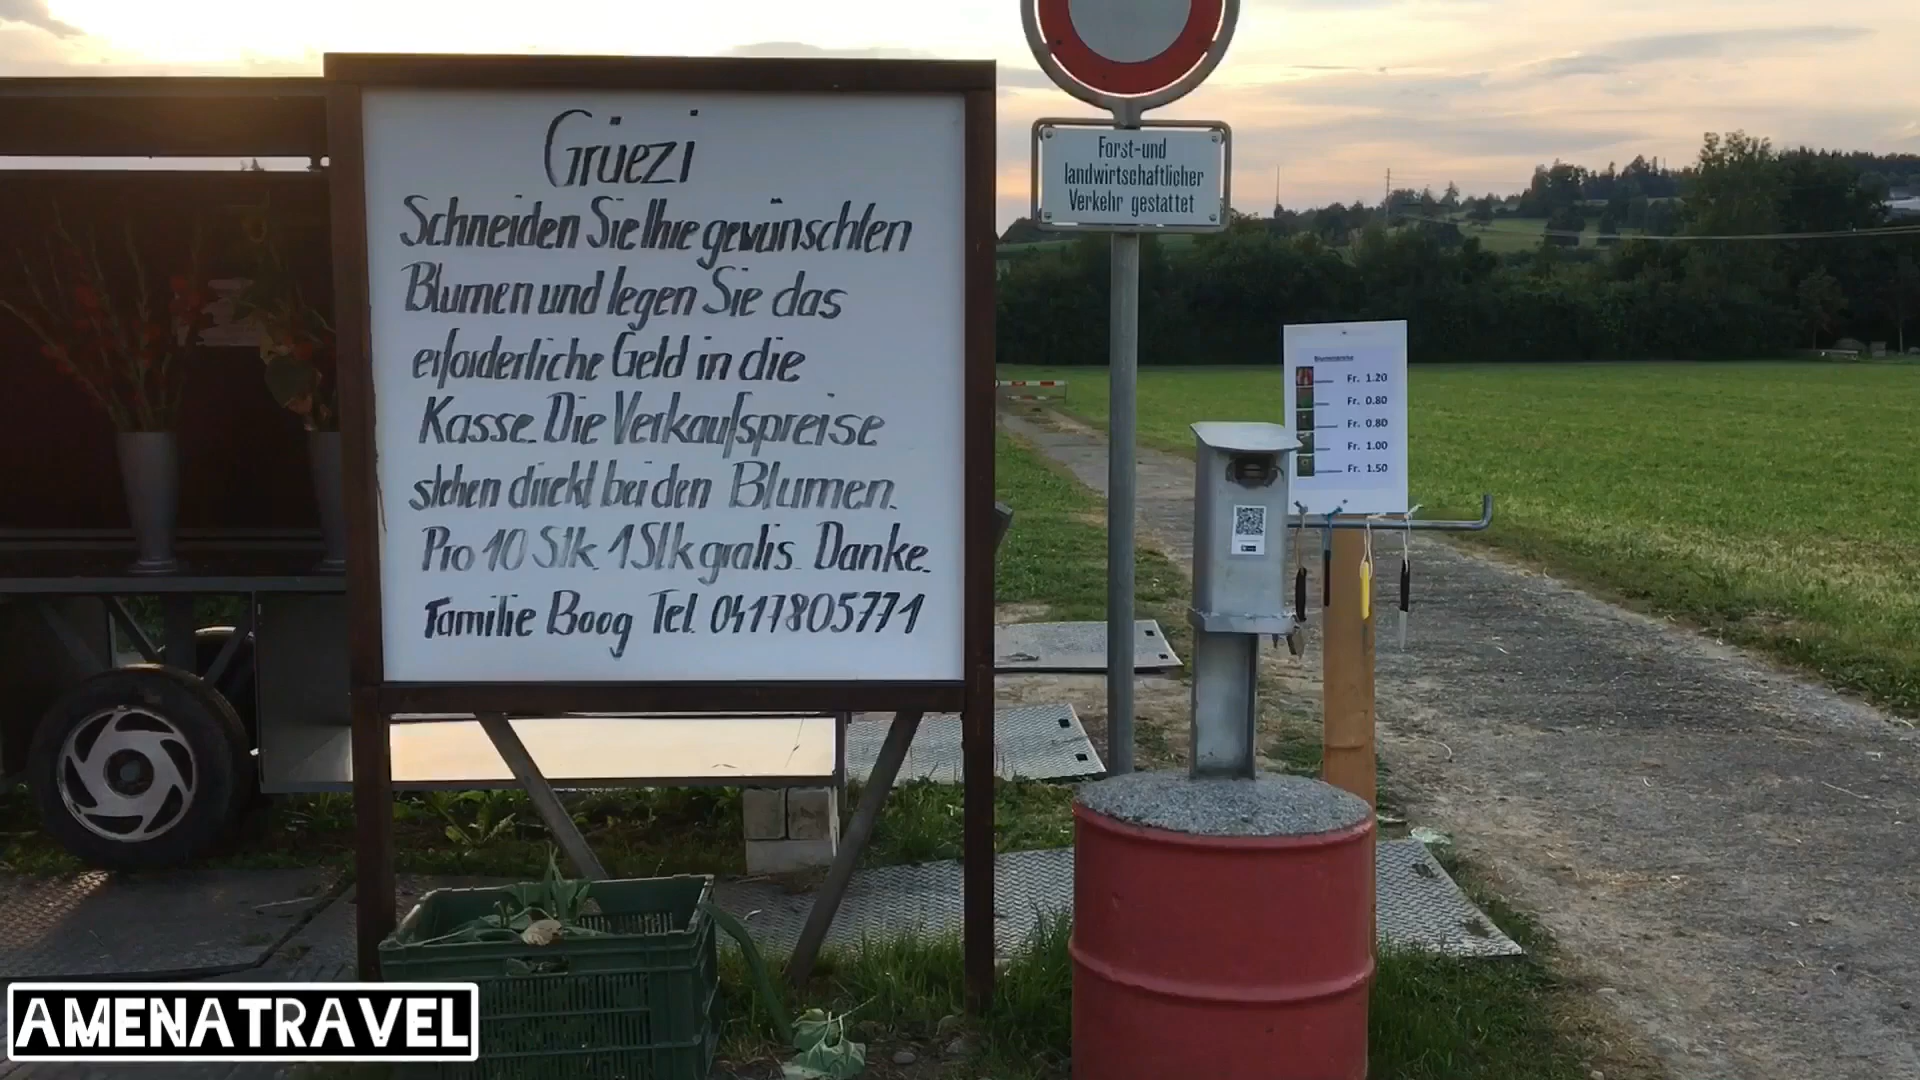 Grüezi
Schneiden Sie Ihre gewünschten
Blumen und legen Sie das
erforderliche Geld in die
Kasse. Die Verkaufspreise
stehen direkt bei den Blumen.
Pro 10 Stk. 1 Stk gratis. Danke.
Familie Boog Tel. 0417805771
Forst-und
landwirtschaftlicher
Verkehr gestattet
Blumenpreise
Fr. 1.20
Fr. 0.80
Fr. 0.80
Fr. 1.00
Fr. 1.50
AMENATRAVEL